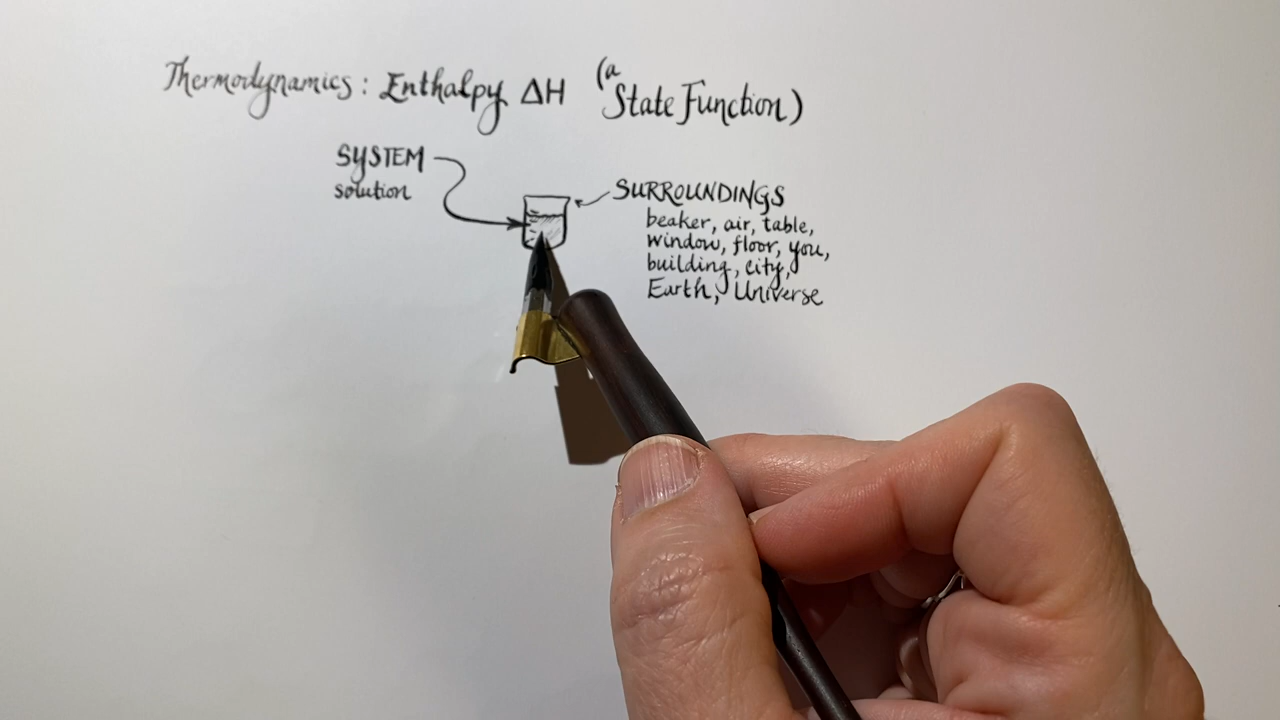 Thermodynamics: Enthalpy ΔH (a State Function)
SYSTEM
solution
SURROUNDINGS
beaker, air, table,
window, floor, you,
building, city,
Earth, Universe